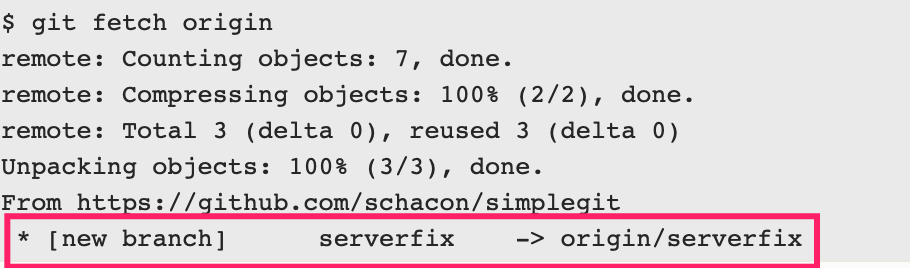 $ git fetch origin
remote: Counting objects: 7, done.
remote: Compressing objects: 100% (2/2), done.
remote: Total 3 (delta 0), reused 3 (delta 0)
Unpacking objects: 100% (3/3), done.
From https://github.com/schacon/simplegit
* [new branch]      serverfix    -> origin/serverfix